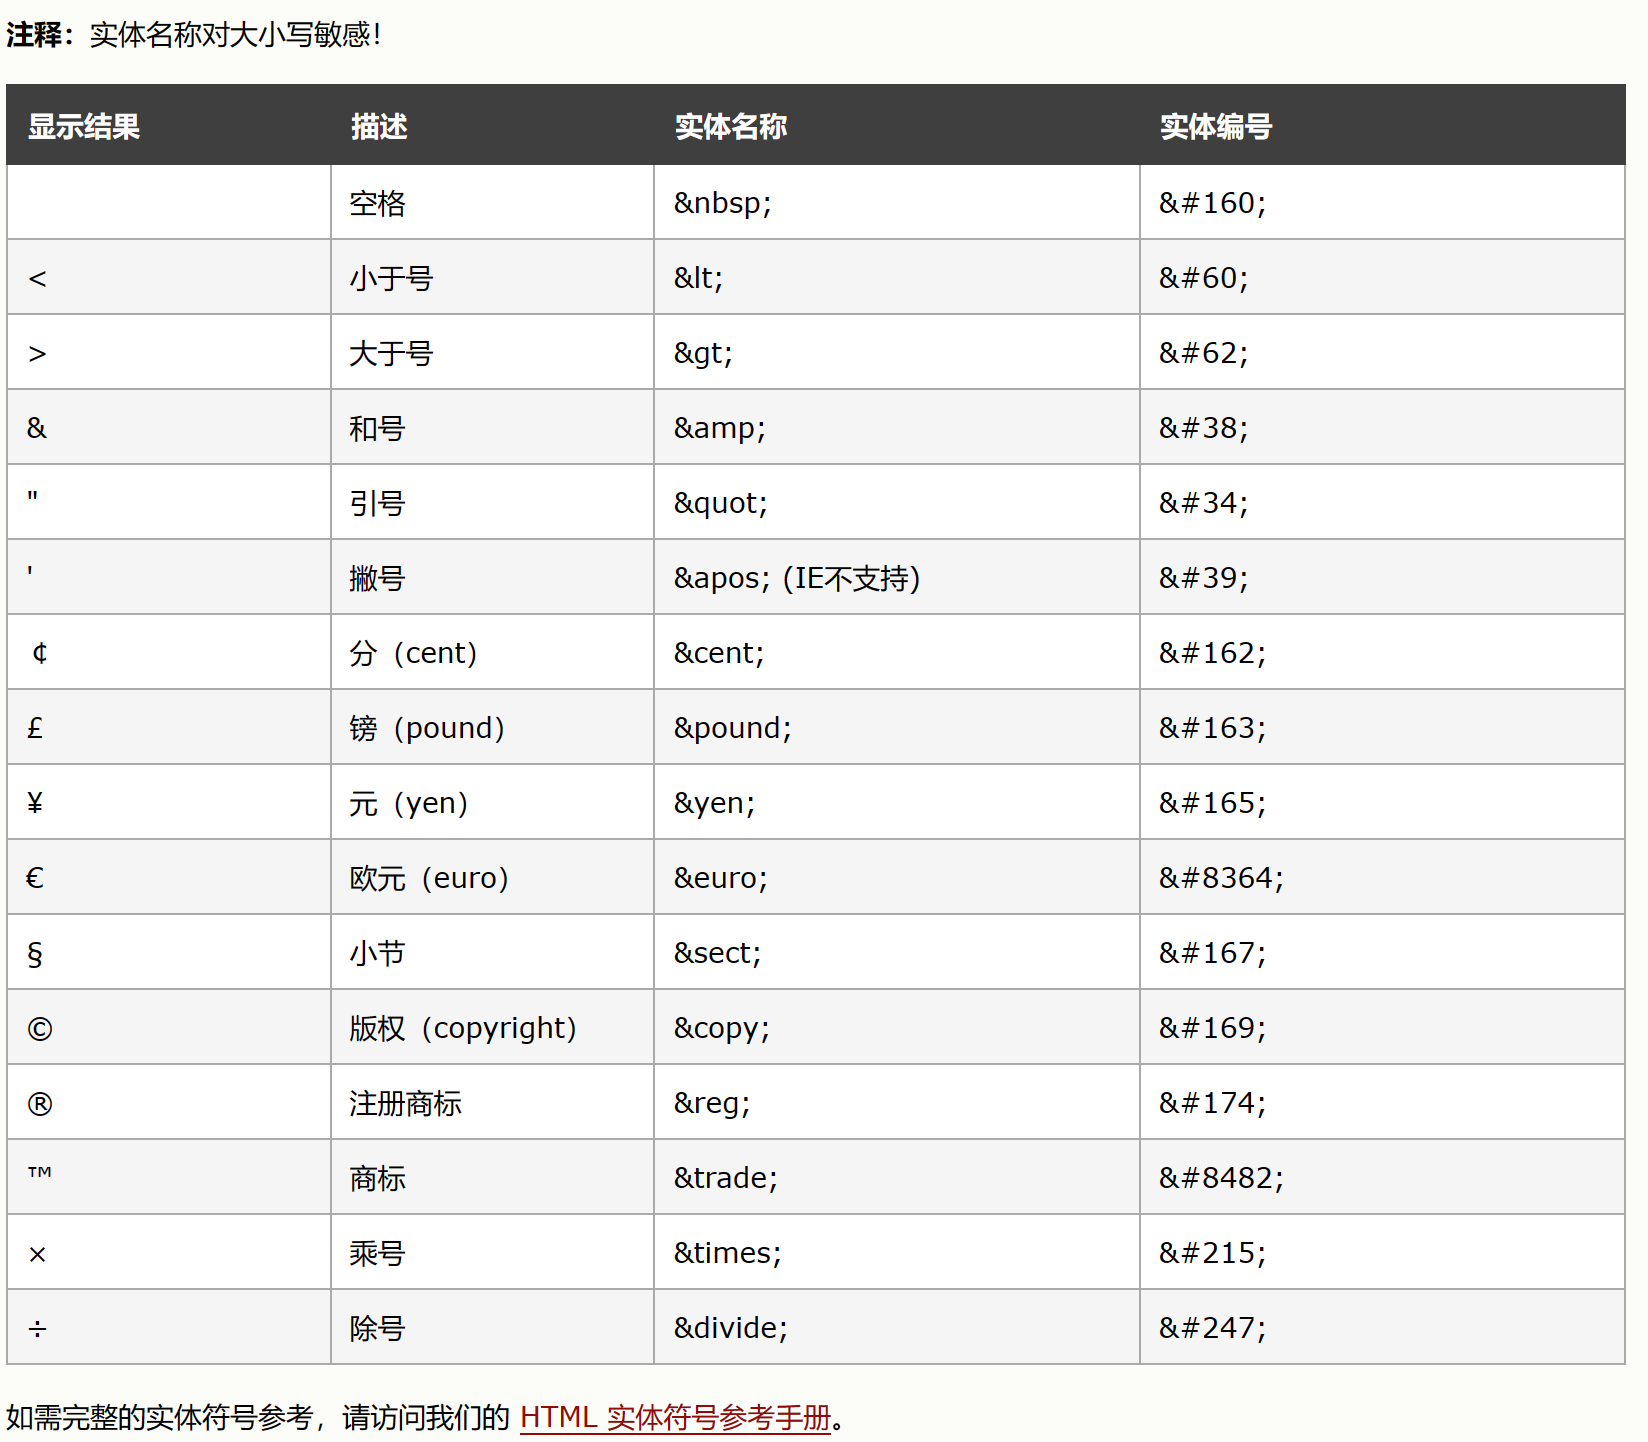 注释：实体名称对大小写敏感！
显示结果 描述 实体名称 实体编号
空格 &nbsp; &#160;
< 小于号 &lt; &#60;
> 大于号 &gt; &#62;
& 和号 &amp; &#38;
" 引号 &quot; &#34;
' 撇号 &apos; (IE不支持) &#39;
￠ 分（cent） &cent; &#162;
£ 镑（pound） &pound; &#163;
¥ 元（yen） &yen; &#165;
€ 欧元（euro） &euro; &#8364;
§ 小节 &sect; &#167;
© 版权（copyright） &copy; &#169;
® 注册商标 &reg; &#174;
™ 商标 &trade; &#8482;
× 乘号 &times; &#215;
÷ 除号 &divide; &#247;
如需完整的实体符号参考，请访问我们的 HTML 实体符号参考手册。